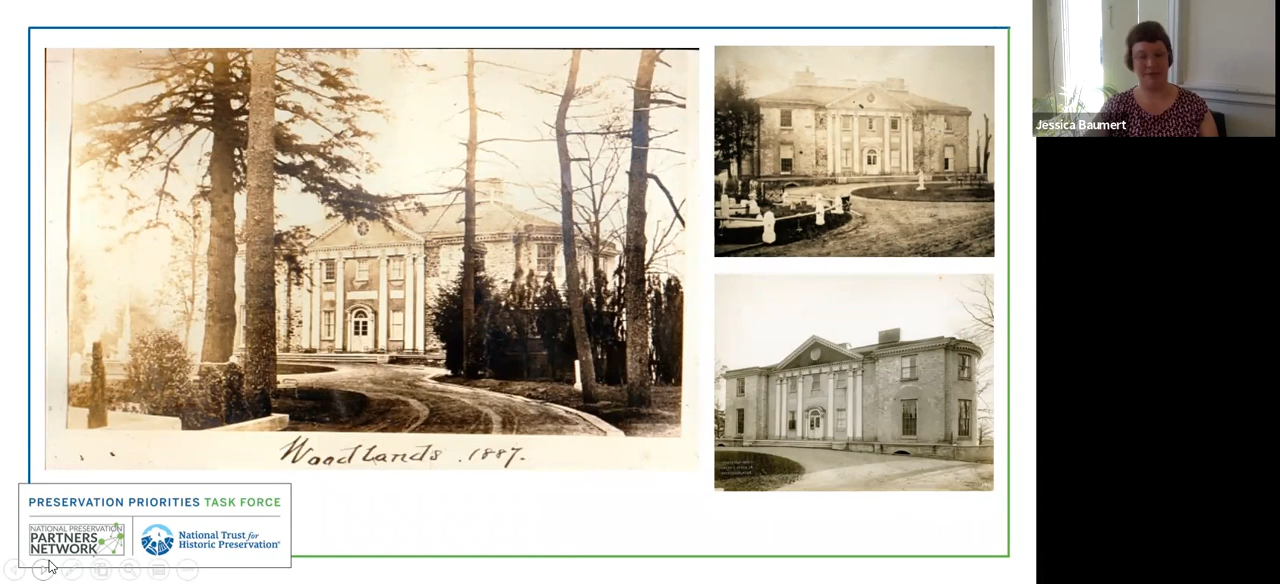 Jessica Baumert
Woodlands . 1887.
PRESERVATION PRIORITIES TASK FORCE
NATIONAL PRESERVATION
PARTNERS
NETWORK
National Trust for
Historic Preservation®